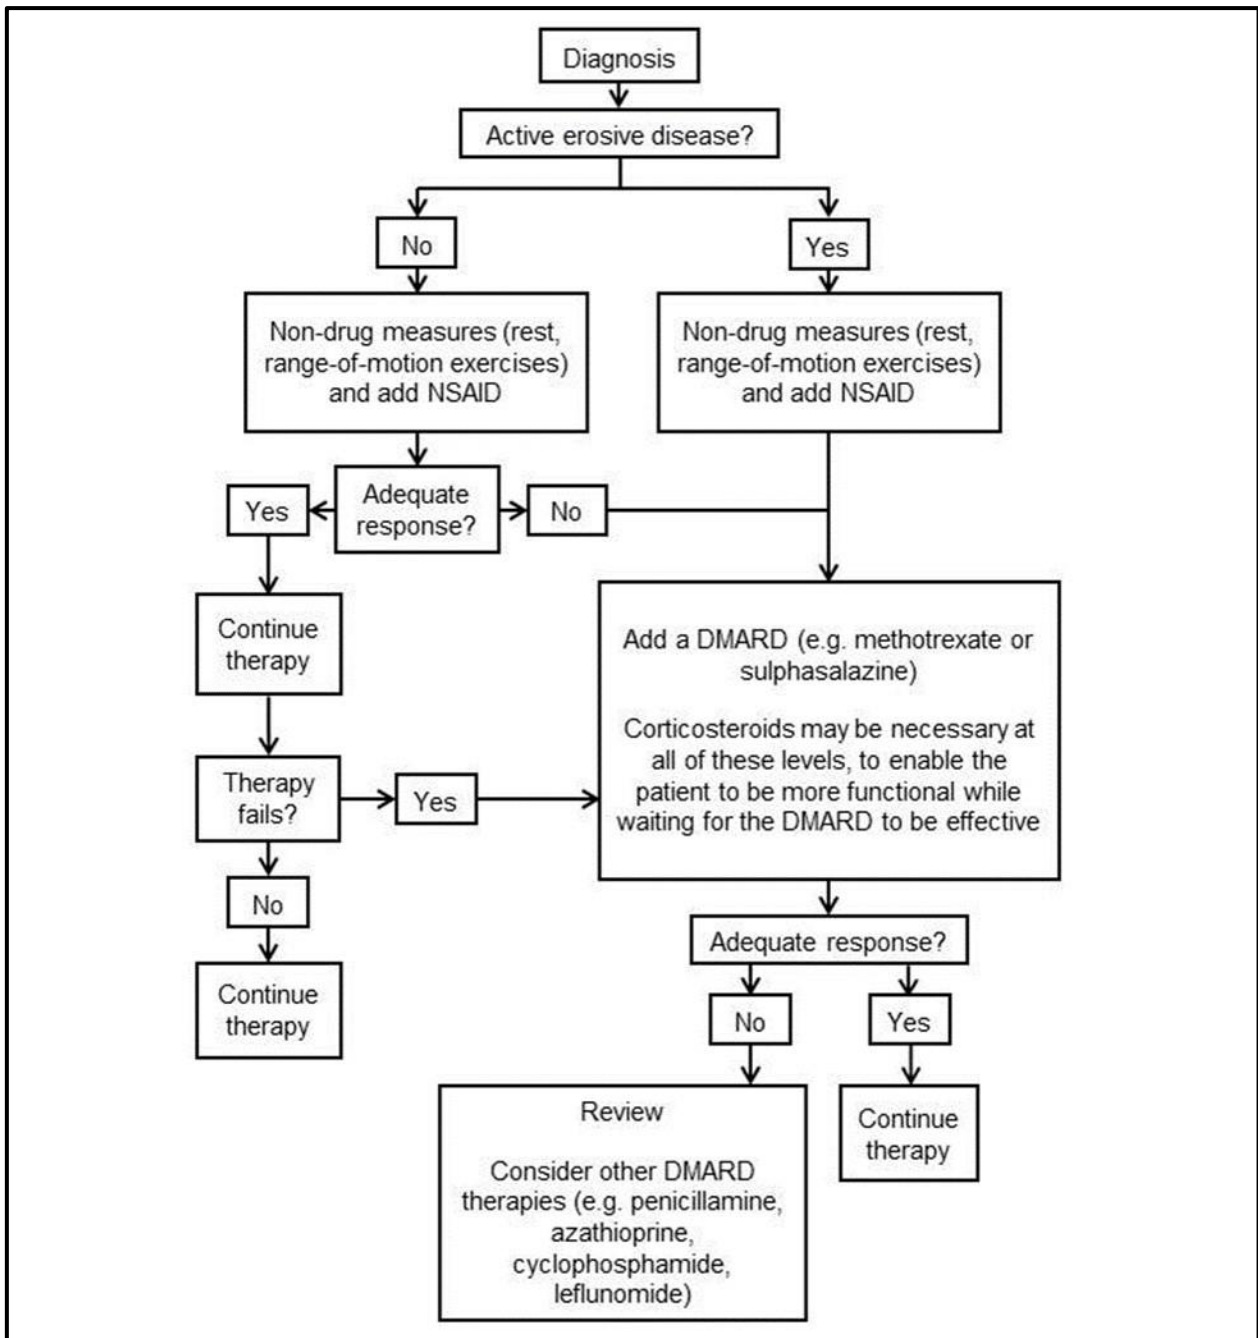 Diagnosis
Active erosive disease?
No
Yes
Non-drug measures (rest,
range-of-motion exercises)
and add NSAID
Non-drug measures (rest,
range-of-motion exercises)
and add NSAID
Yes
Adequate
response?
No
Continue
therapy
Add a DMARD (e.g. methotrexate or
sulphasalazine)
Corticosteroids may be necessary at
all of these levels, to enable the
patient to be more functional while
waiting for the DMARD to be effective
Therapy
fails?
Yes
No
Continue
therapy
Adequate response?
No
Yes
Review
Consider other DMARD
therapies (e.g. penicillamine,
azathioprine,
cyclophosphamide,
leflunomide)
Continue
therapy